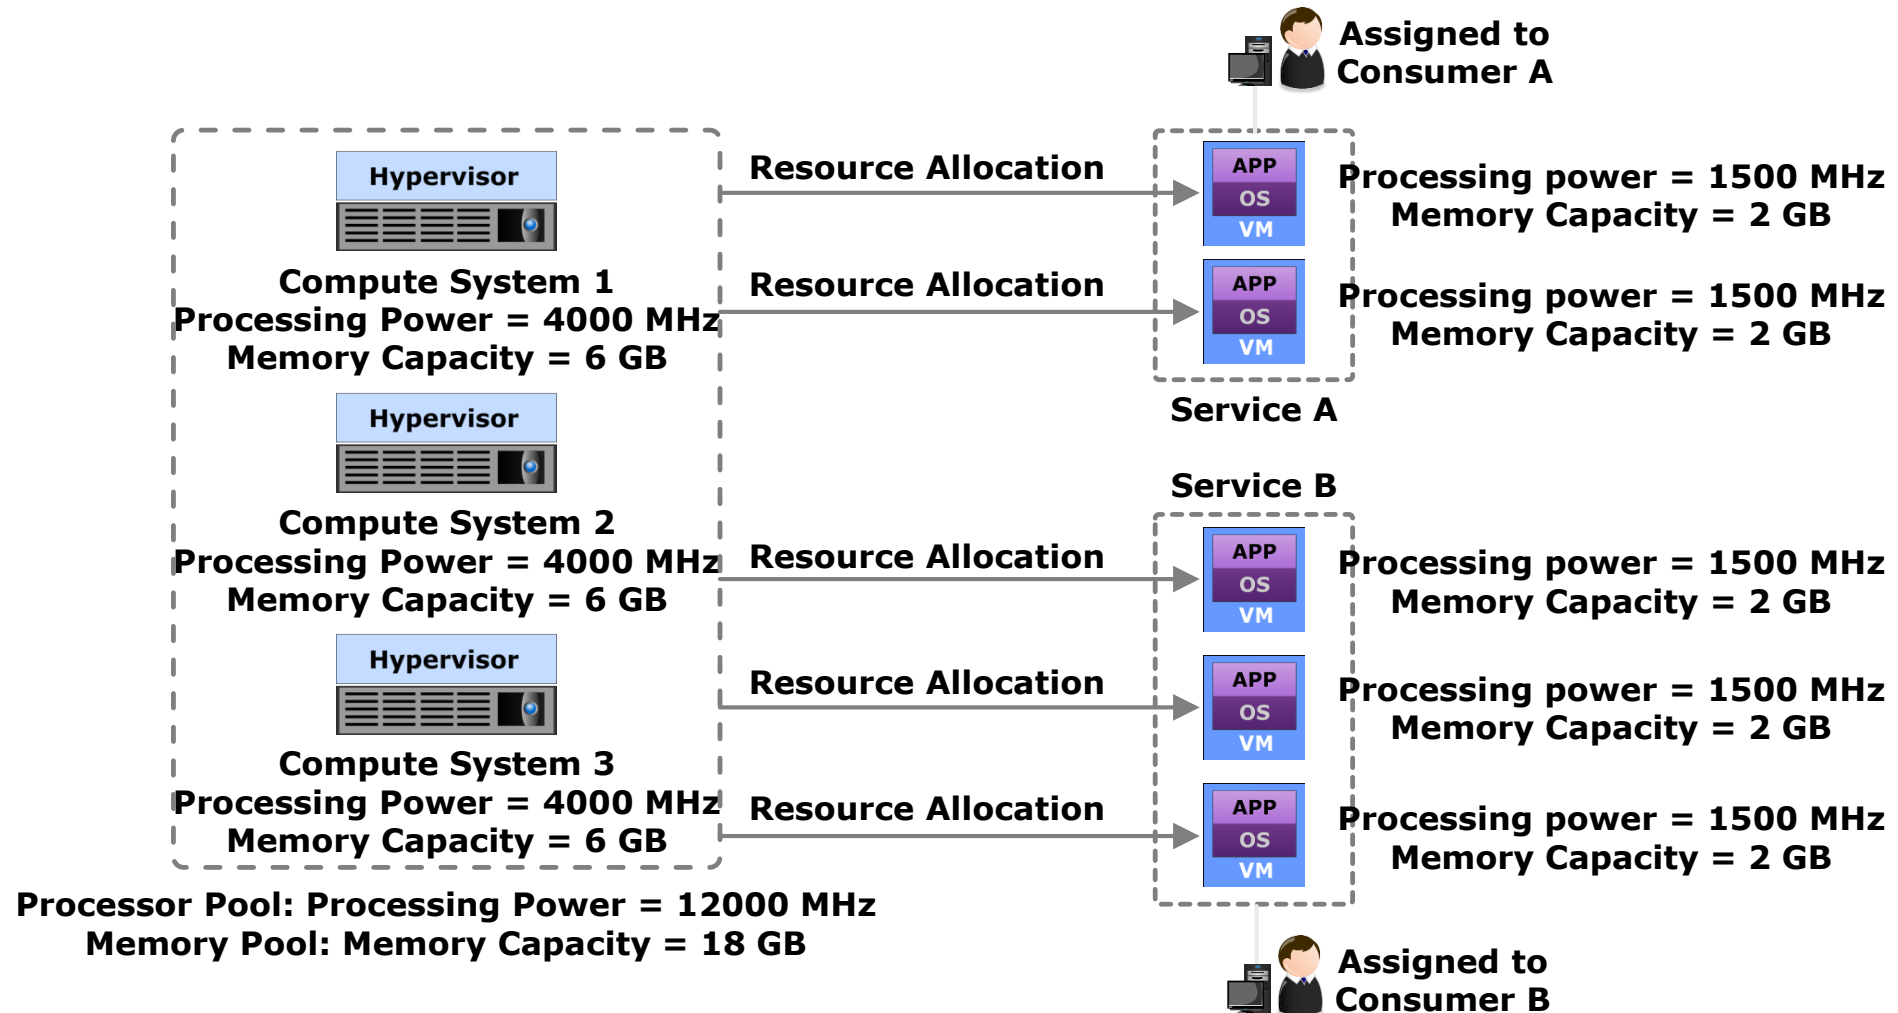 Assigned to
Consumer A
Hypervisor
Compute System 1
Processing Power = 4000 MHz
Memory Capacity = 6 GB
Hypervisor
Compute System 2
Processing Power = 4000 MHz
Memory Capacity = 6 GB
Hypervisor
Compute System 3
Processing Power = 4000 MHz
Memory Capacity = 6 GB
Processor Pool: Processing Power = 12000 MHz
Memory Pool: Memory Capacity = 18 GB
Resource Allocation
Resource Allocation
Resource Allocation
Resource Allocation
Resource Allocation
APP
OS
VM
Processing power = 1500 MHz
Memory Capacity = 2 GB
APP
OS
VM
Processing power = 1500 MHz
Memory Capacity = 2 GB
Service A
Service B
APP
OS
VM
Processing power = 1500 MHz
Memory Capacity = 2 GB
APP
OS
VM
Processing power = 1500 MHz
Memory Capacity = 2 GB
APP
OS
VM
Processing power = 1500 MHz
Memory Capacity = 2 GB
Assigned to
Consumer B